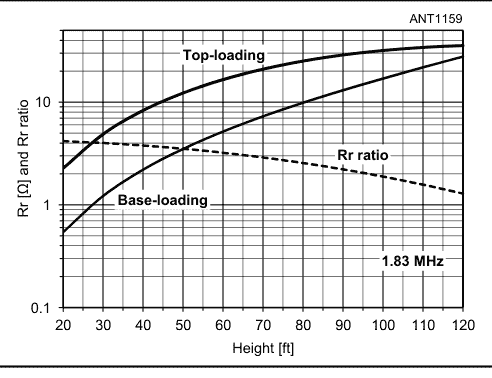 ANT1159
Top-loading
10
Rr ratio
Rr [Ω] and Rr ratio
1
Base-loading
1.83 MHz
0.1
20 30 40 50 60 70 80 90 100 110 120
Height [ft]